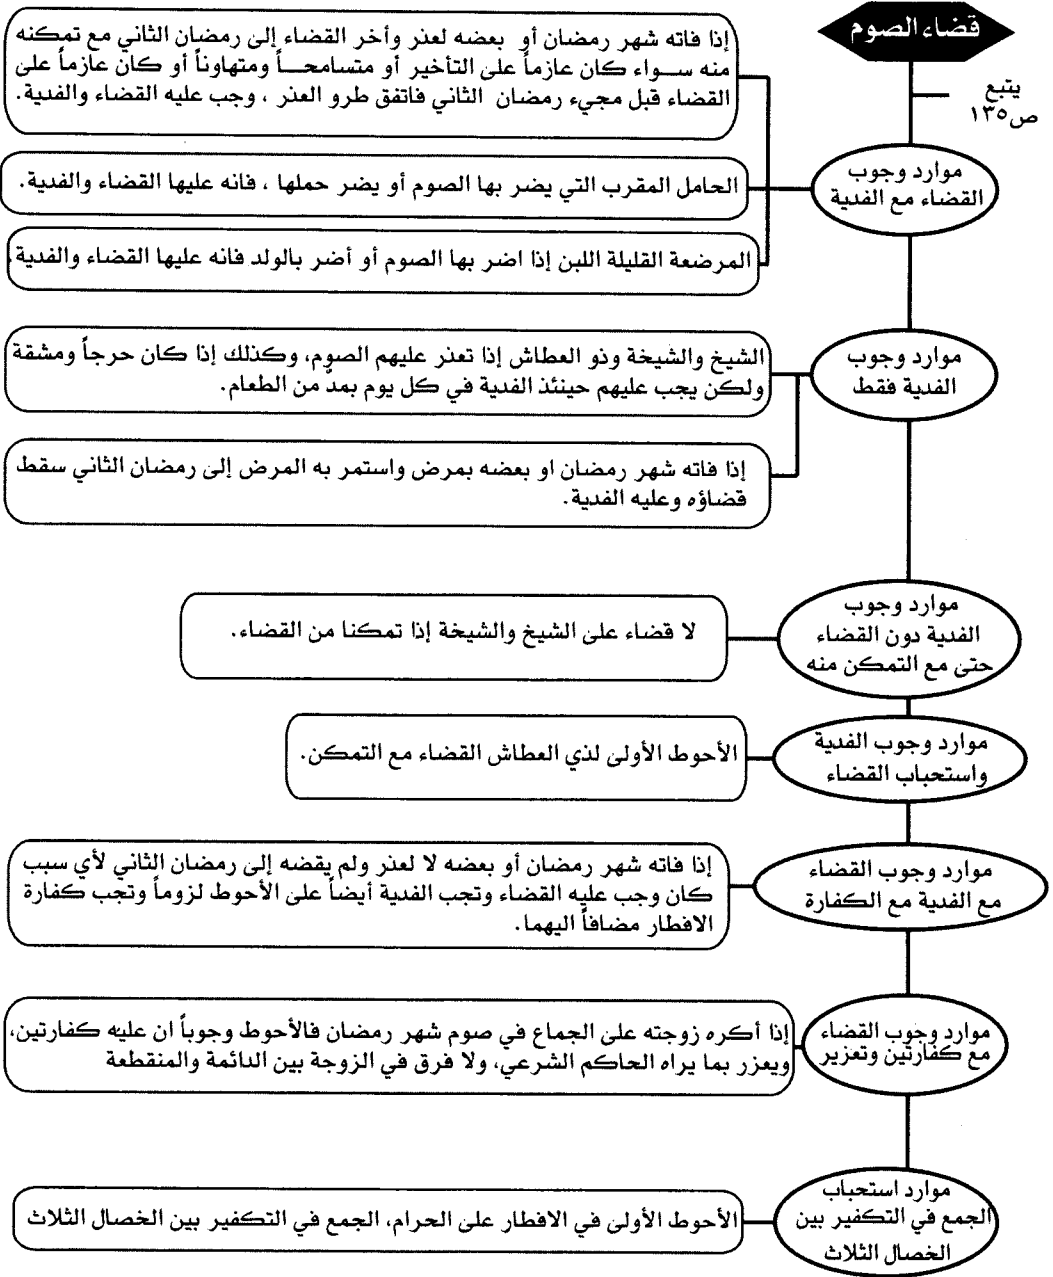 قضاء الصوم
يتبع
ص١٣٥
موارد وجوب
القضاء مع الفدية
إذا فاته شهر رمضان أو بعضه لعذر وأخر القضاء إلى رمضان الثاني مع تمكنه
منه سواء كان عازماً على التأخير أو متسامحاً ومتهاوناً أو كان عازماً على
القضاء قبل مجيء رمضان الثاني فاتفق طرو العذر ، وجب عليه القضاء والفدية.
الحامل المقرب التي يضر بها الصوم أو يضر حملها ، فانه عليها القضاء والفدية.
المرضعة القليلة اللبن إذا اضر بها الصوم أو أضر بالولد فانه عليها القضاء والفدية.
موارد وجوب
الفدية فقط
الشيخ والشيخة وذو العطاش إذا تعذر عليهم الصوم، وكذلك إذا كان حرجاً ومشقة
ولكن يجب عليهم حينئذ الفدية في كل يوم بمدّ من الطعام.
إذا فاته شهر رمضان او بعضه بمرض واستمر به المرض إلى رمضان الثاني سقط
قضاؤه وعليه الفدية.
موارد وجوب
الفدية دون القضاء
حتى مع التمكن منه
لا قضاء على الشيخ والشيخة إذا تمكنا من القضاء.
موارد وجوب الفدية
واستحباب القضاء
الأحوط الأولى لذي العطاش القضاء مع التمكن.
موارد وجوب القضاء
مع الفدية مع الكفارة
إذا فاته شهر رمضان أو بعضه لا لعذر ولم يقضه إلى رمضان الثاني لأي سبب
كان وجب عليه القضاء وتجب الفدية أيضاً على الأحوط لزوماً وتجب كفارة
الافطار مضافاً اليهما.
موارد وجوب القضاء
مع كفارتين وتعزير
إذا أكره زوجته على الجماع في صوم شهر رمضان فالأحوط وجوباً ان عليه كفارتين،
ويعزر بما يراه الحاكم الشرعي، ولا فرق في الزوجة بين الدائمة والمنقطعة
موارد استحباب
الجمع في التكفير بين
الخصال الثلاث
الأحوط الأولى في الافطار على الحرام، الجمع في التكفير بين الخصال الثلاث